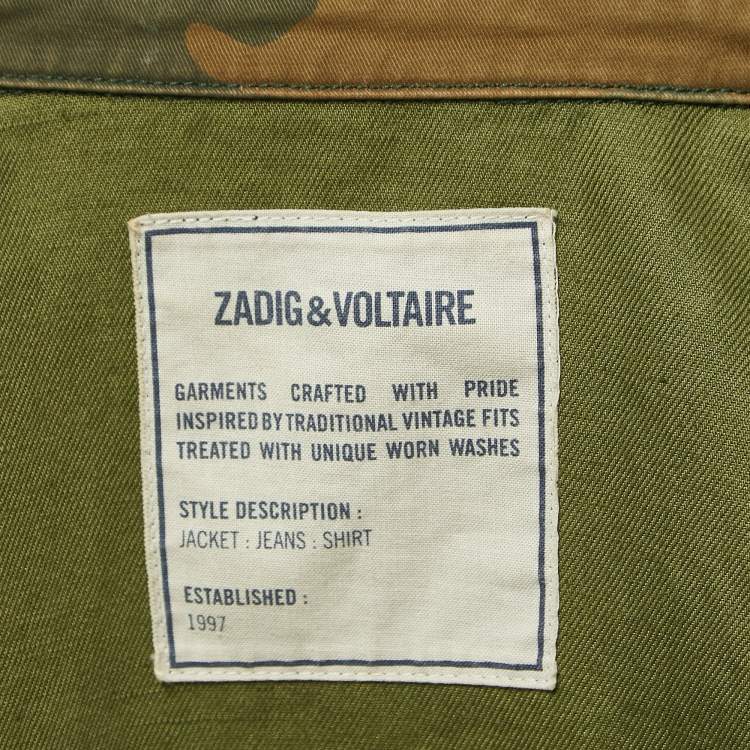 ZADIG&VOLTAIRE
GARMENTS CRAFTED WITH PRIDE
INSPIRED BY TRADITIONAL VINTAGE FITS
TREATED WITH UNIQUE WORN WASHES
STYLE DESCRIPTION :
JACKET : JEANS : SHIRT
ESTABLISHED :
1997